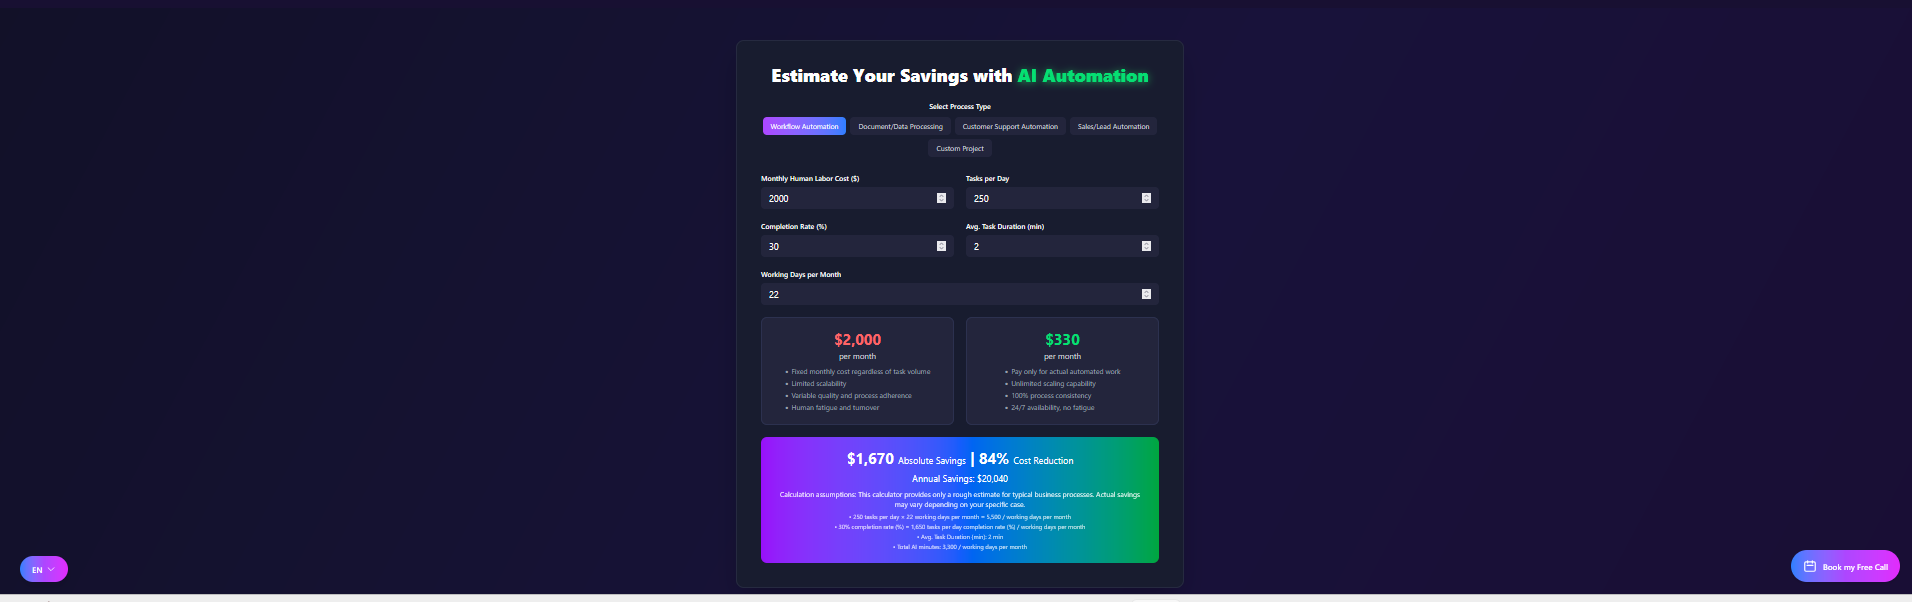 Estimate Your Savings with AI Automation
Select Process Type
Workflow Automation
Document/Data Processing
Customer Support Automation
Sales/Lead Automation
Custom Project
Monthly Human Labor Cost ($)
Tasks per Day
2000
250
Completion Rate (%)
Avg. Task Duration (min)
30
2
Working Days per Month
22
$2,000
per month
• Fixed monthly cost regardless of task volume
• Limited scalability
• Variable quality and process adherence
• Human fatigue and turnover
$330
per month
• Pay only for actual automated work
• Unlimited scaling capability
• 100% process consistency
• 24/7 availability, no fatigue
$1,670 Absolute Savings | 84% Cost Reduction
Annual Savings: $20,040
Calculation assumptions: This calculator provides only a rough estimate for typical business processes. Actual savings
may vary depending on your specific case.
• 250 tasks per day × 22 working days per month = 5,500 / working days per month
• 30% completion rate (%) = 1,650 tasks per day completion rate (%) / working days per month
• Avg. Task Duration (min): 2 min
• Total AI minutes: 3,300 / working days per month
EN
Book my Free Call